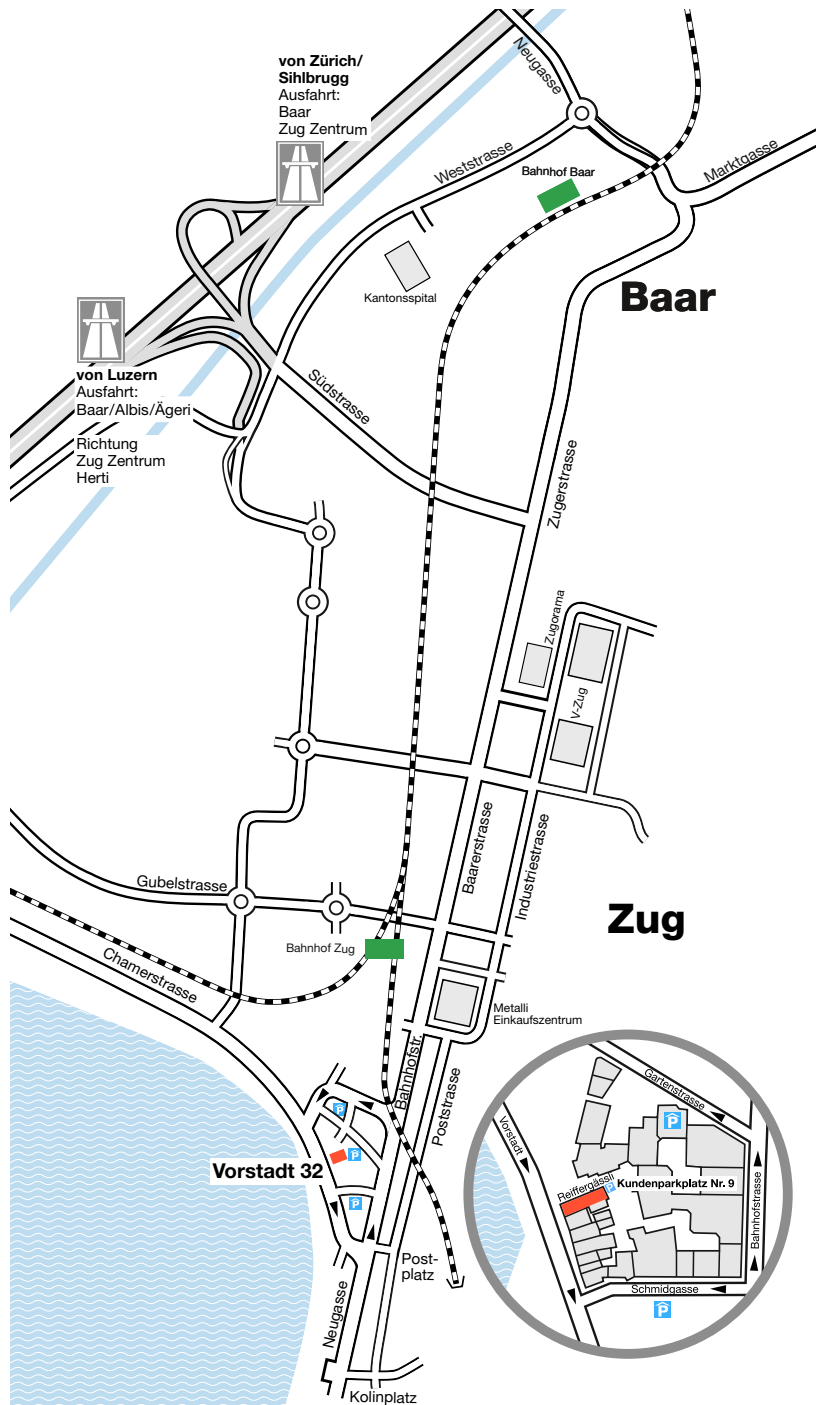 von Zürich/
Sihlbrugg
Ausfahrt:
Baar
Zug Zentrum
Neugasse
Weststrasse
Bahnhof Baar
Marktgasse
Kantonsspital
Baar
von Luzern
Ausfahrt:
Baar/Albis/Ägeri
Richtung
Zug Zentrum
Herti
Südstrasse
Zugerstrasse
Zugorama
V-Zug
Baarerstrasse
Industriestrasse
Gubelstrasse
Zug
Bahnhof Zug
Chamerstrasse
Metalli
Einkaufszentrum
Bahnhofstr.
Poststrasse
P
P
P
Vorstadt 32
Post-
platz
Neugasse
Kolinplatz
Gartenstrasse
Vorstadt
P
Reiffergässli
P
Kundenparkplatz Nr. 9
Bahnhofstrasse
Schmidgasse
P